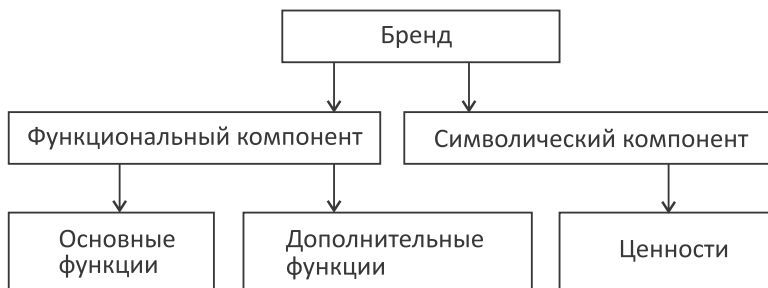 Бренд
Функциональный компонент
Символический компонент
Основные
функции
Дополнительные
функции
Ценности